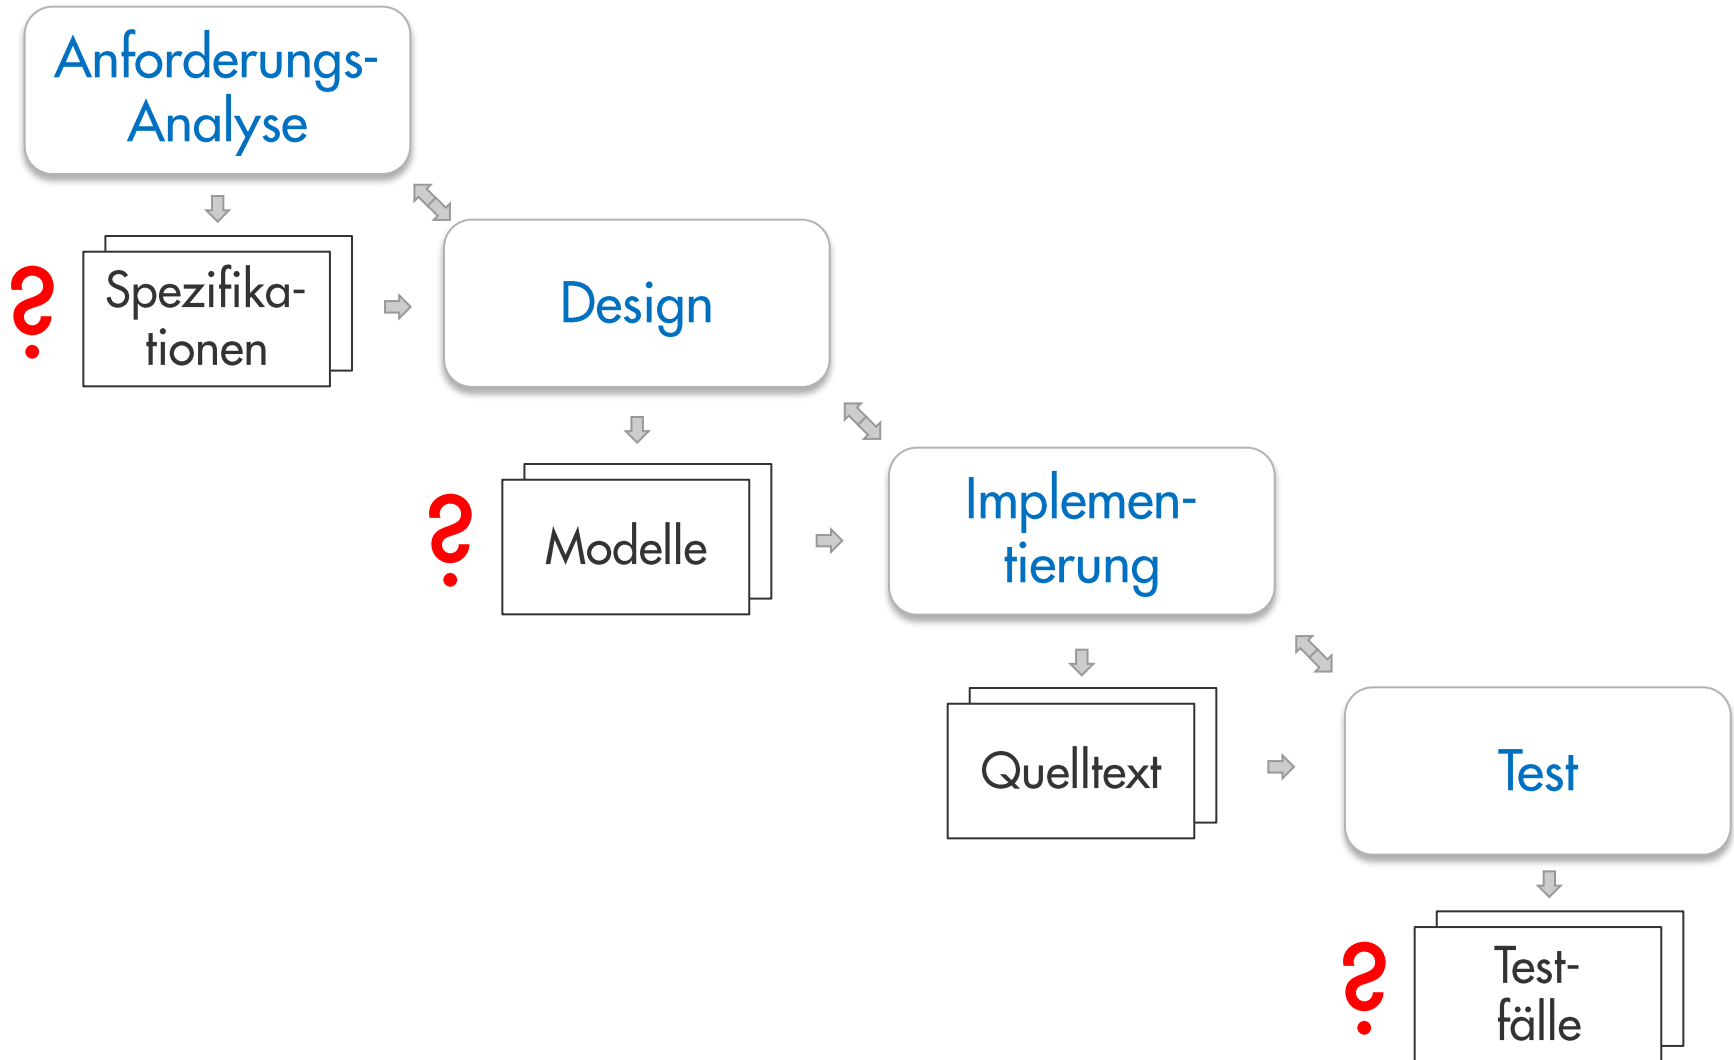 Anforderungs-
Analyse
?
Spezifika-
tionen
Design
?
Modelle
Implemen-
tierung
Quelltext
Test
?
Test-
fälle